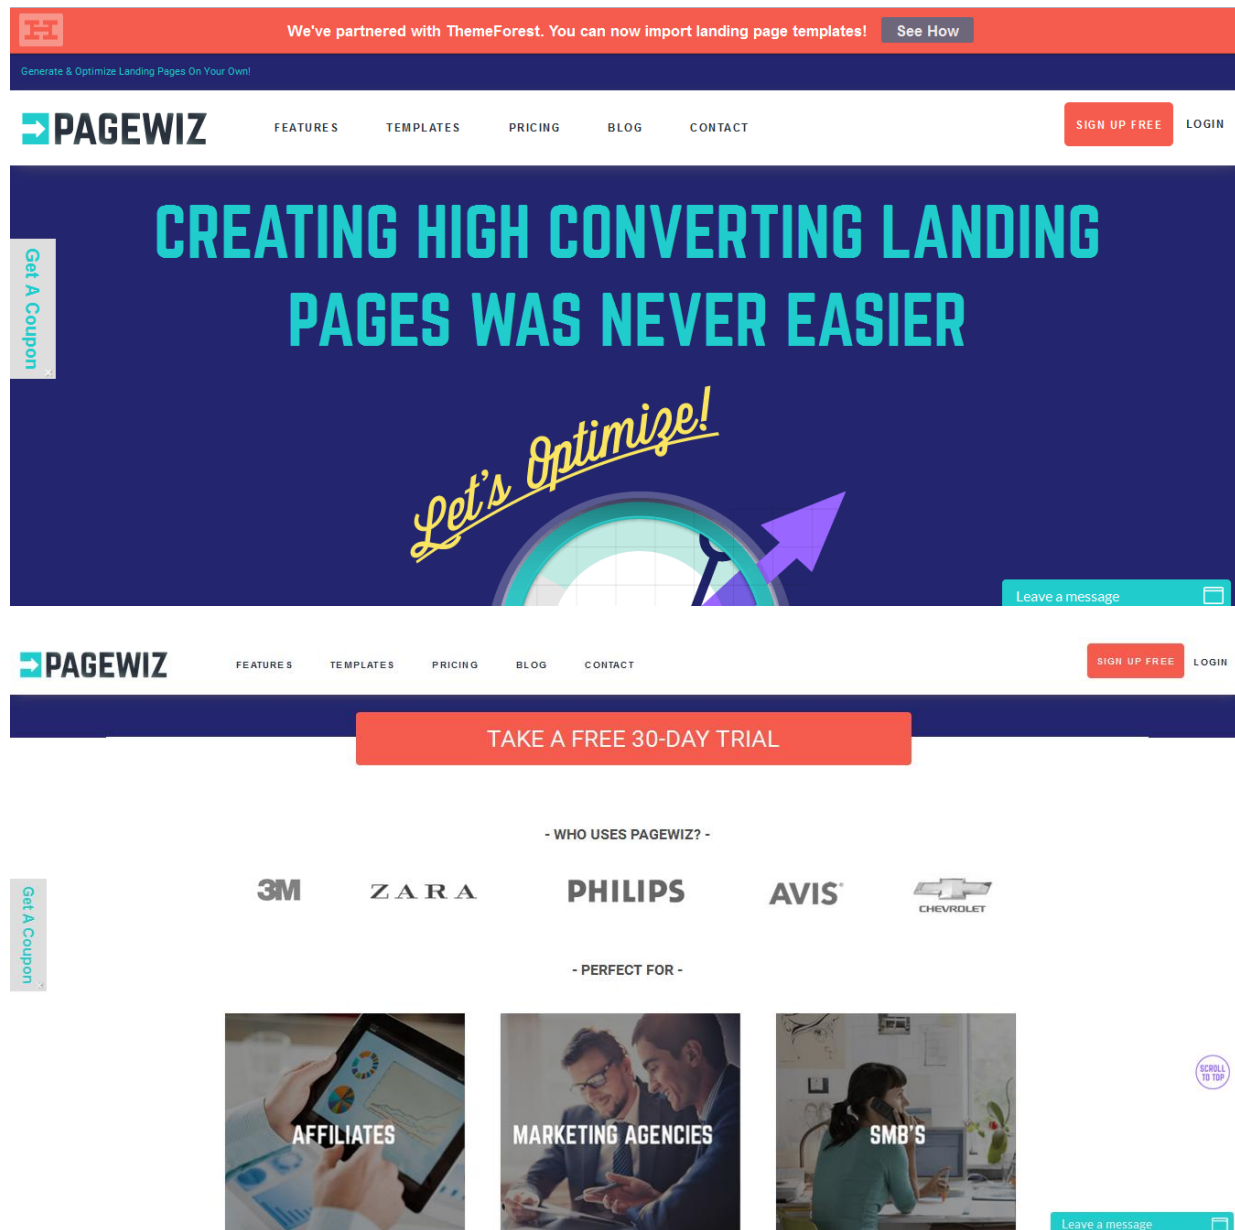 We've partnered with ThemeForest. You can now import landing page templates! See How
Generate & Optimize Landing Pages On Your Own!
PAGEWIZ FEATURES TEMPLATES PRICING BLOG CONTACT SIGN UP FREE LOGIN
CREATING HIGH CONVERTING LANDING
PAGES WAS NEVER EASIER
Get A Coupon
Let's Optimize!
Leave a message
PAGEWIZ FEATURES TEMPLATES PRICING BLOG CONTACT SIGN UP FREE LOGIN
TAKE A FREE 30-DAY TRIAL
- WHO USES PAGEWIZ? -
3M ZARA PHILIPS AVIS® CHEVROLET
Get A Coupon
- PERFECT FOR -
SCROLL
TO TOP
AFFILIATES MARKETING AGENCIES SMB'S
Leave a message